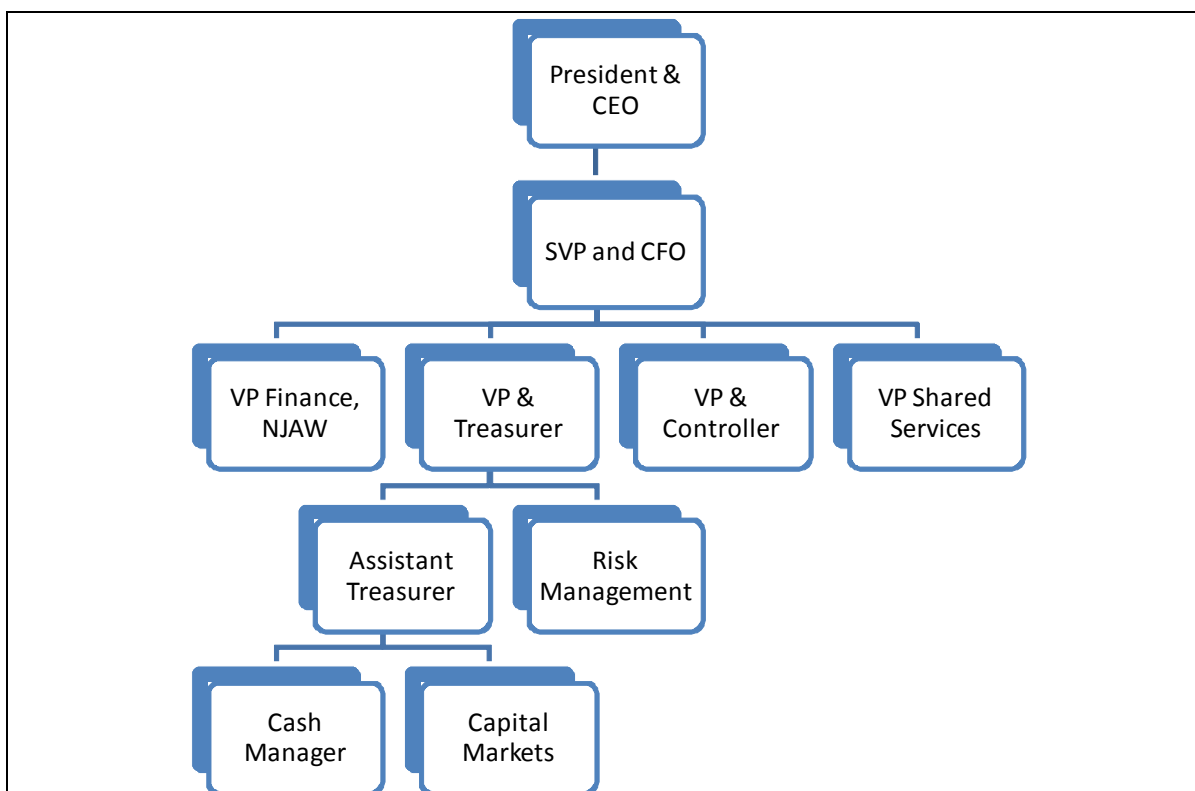 President &
CEO
SVP and CFO
VP Finance,
NJAW
VP &
Treasurer
VP &
Controller
VP Shared
Services
Assistant
Treasurer
Risk
Management
Cash
Manager
Capital
Markets